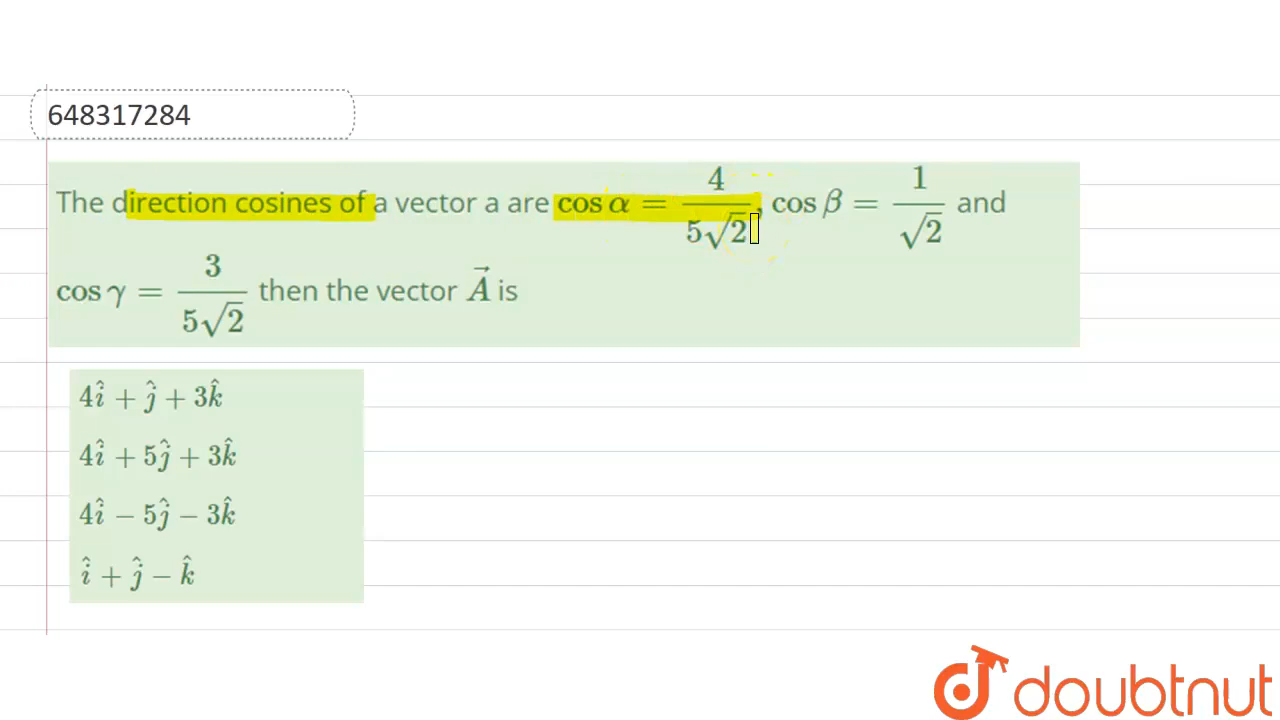 648317284
The direction cosines of a vector a are cos α = 4/(5√2), cos β = 1/√2 and
cos γ = 3/(5√2) then the vector A⃗ is
4î + ĵ + 3k̂
4î + 5ĵ + 3k̂
4î − 5ĵ − 3k̂
î + ĵ − k̂
doubtnut